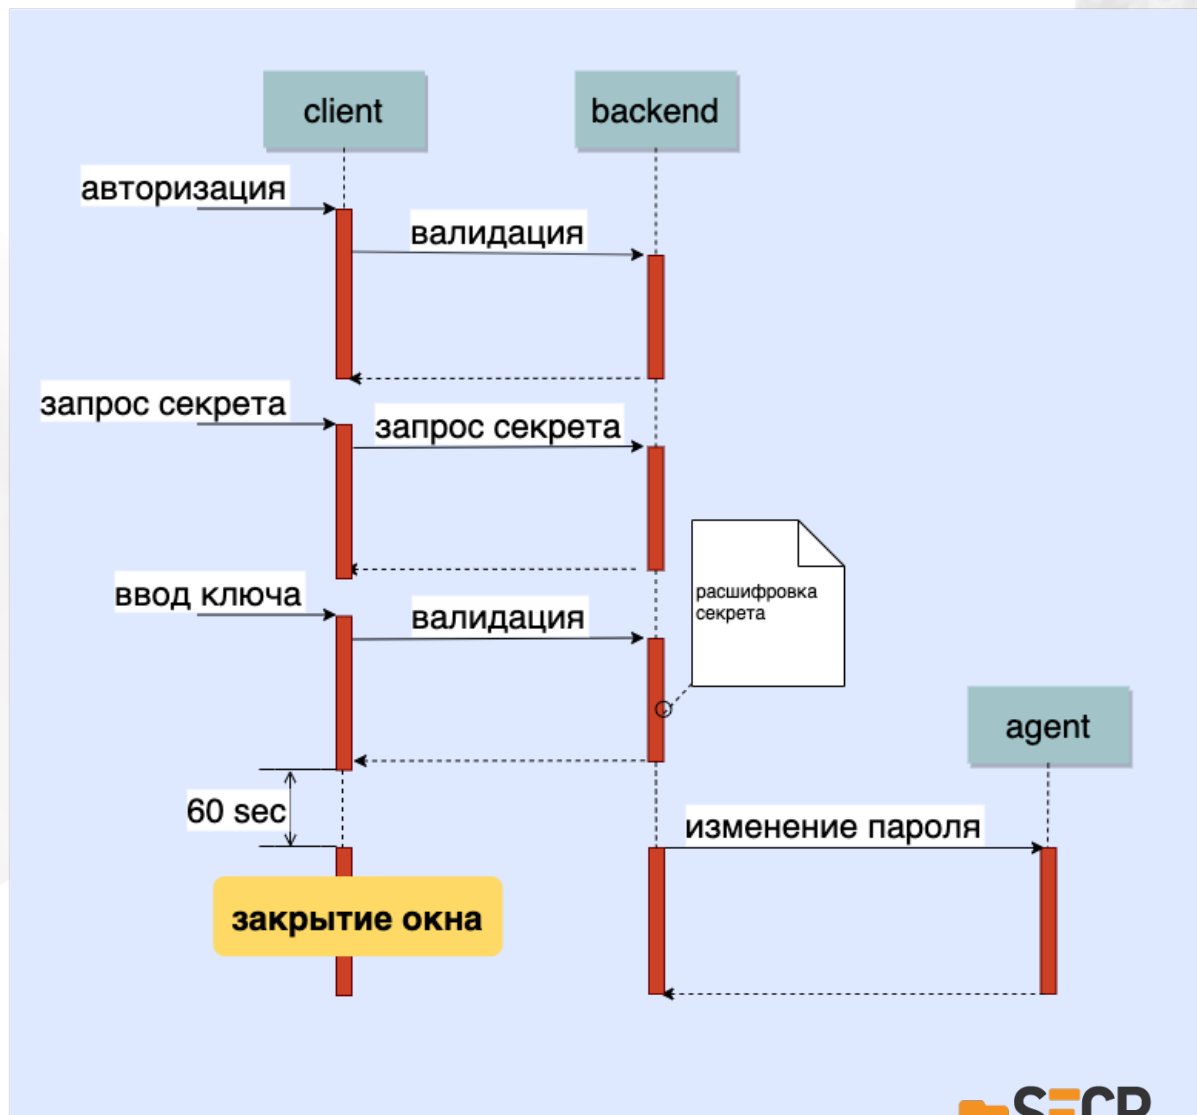 client
backend
авторизация
валидация
запрос секрета
запрос секрета
ввод ключа
валидация
расшифровка
секрета
agent
60 sec
изменение пароля
закрытие окна